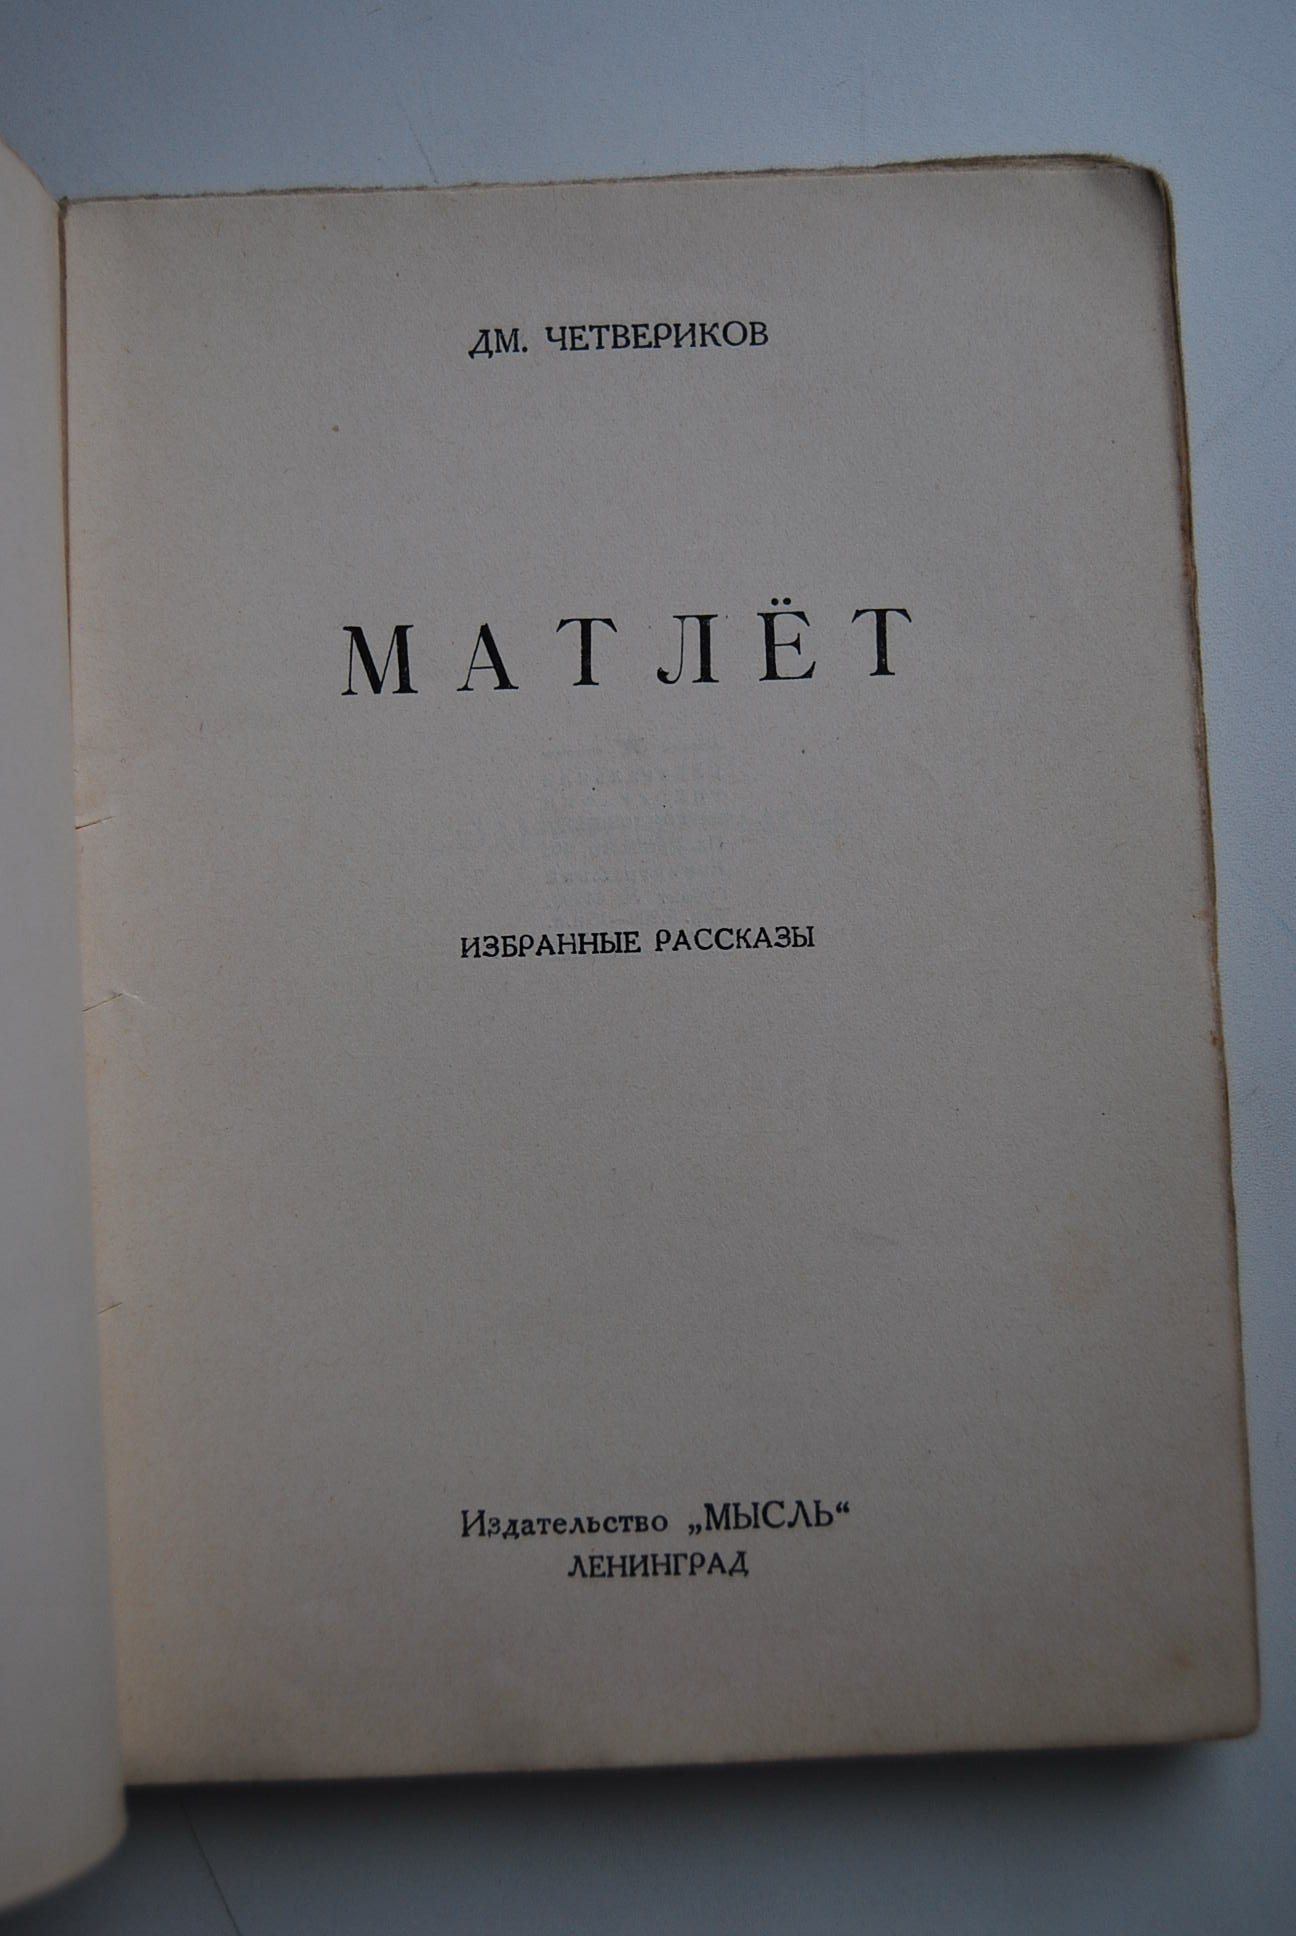 ДМ. ЧЕТВЕРИКОВ
МАТЛЁТ
ИЗБРАННЫЕ РАССКАЗЫ
Издательство „МЫСЛЬ“
ЛЕНИНГРАД